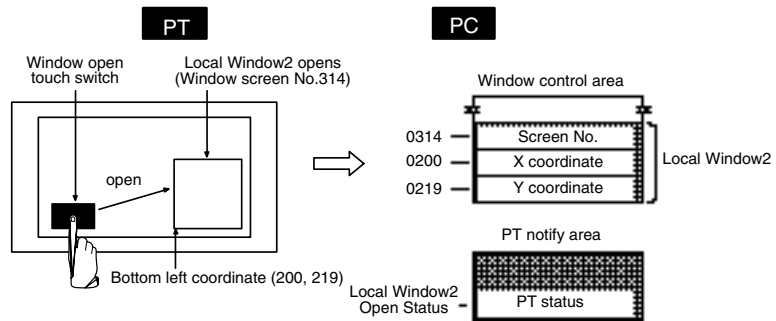 PT
PC
Window open
touch switch
Local Window2 opens
(Window screen No.314)
open
Bottom left coordinate (200, 219)
Window control area
0314
Screen No.
0200
X coordinate
0219
Y coordinate
Local Window2
PT notify area
Local Window2
Open Status
PT status